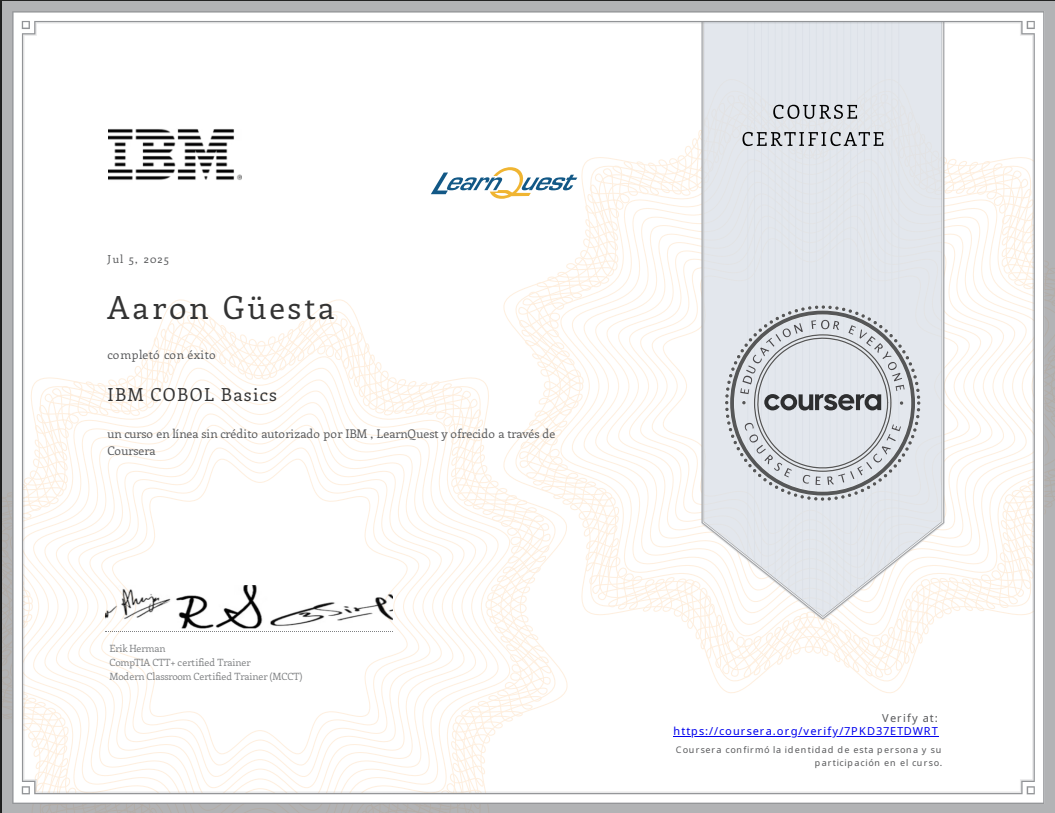 COURSE
CERTIFICATE
IBM®
LearnQuest
Jul 5, 2025
Aaron Güesta
completó con éxito
IBM COBOL Basics
un curso en línea sin crédito autorizado por IBM , LearnQuest y ofrecido a través de
Coursera
EDUCATION FOR EVERYONE
coursera
COURSE CERTIFICATE
Erik Herman
CompTIA CTT+ certified Trainer
Modern Classroom Certified Trainer (MCCT)
Verify at:
https://coursera.org/verify/7PKD37ETDWRT
Coursera confirmó la identidad de esta persona y su
participación en el curso.